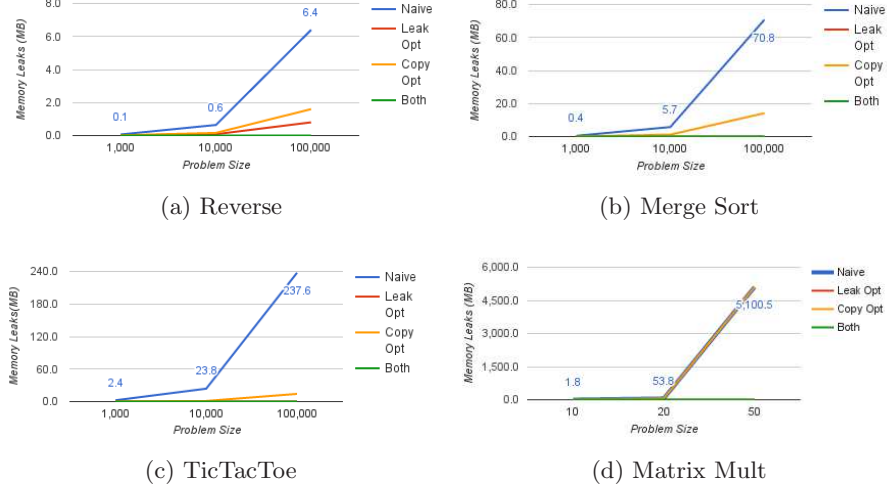 8.0
6.0
4.0
2.0
0.0
Memory Leaks (MB)
0.1
0.6
6.4
1,000
10,000
100,000
Problem Size
Naive
Leak
Opt
Copy
Opt
Both
(a) Reverse
80.0
60.0
40.0
20.0
0.0
Memory Leaks (MB)
0.4
5.7
70.8
1,000
10,000
100,000
Problem Size
Naive
Leak
Opt
Copy
Opt
Both
(b) Merge Sort
240.0
180.0
120.0
60.0
0.0
Memory Leaks(MB)
2.4
23.8
237.6
1,000
10,000
100,000
Problem Size
Naive
Leak
Opt
Copy
Opt
Both
(c) TicTacToe
6,000.0
4,500.0
3,000.0
1,500.0
0.0
Memory Leaks (MB)
1.8
53.8
5,100.5
10
20
50
Problem Size
Naive
Leak Opt
Copy Opt
Both
(d) Matrix Mult